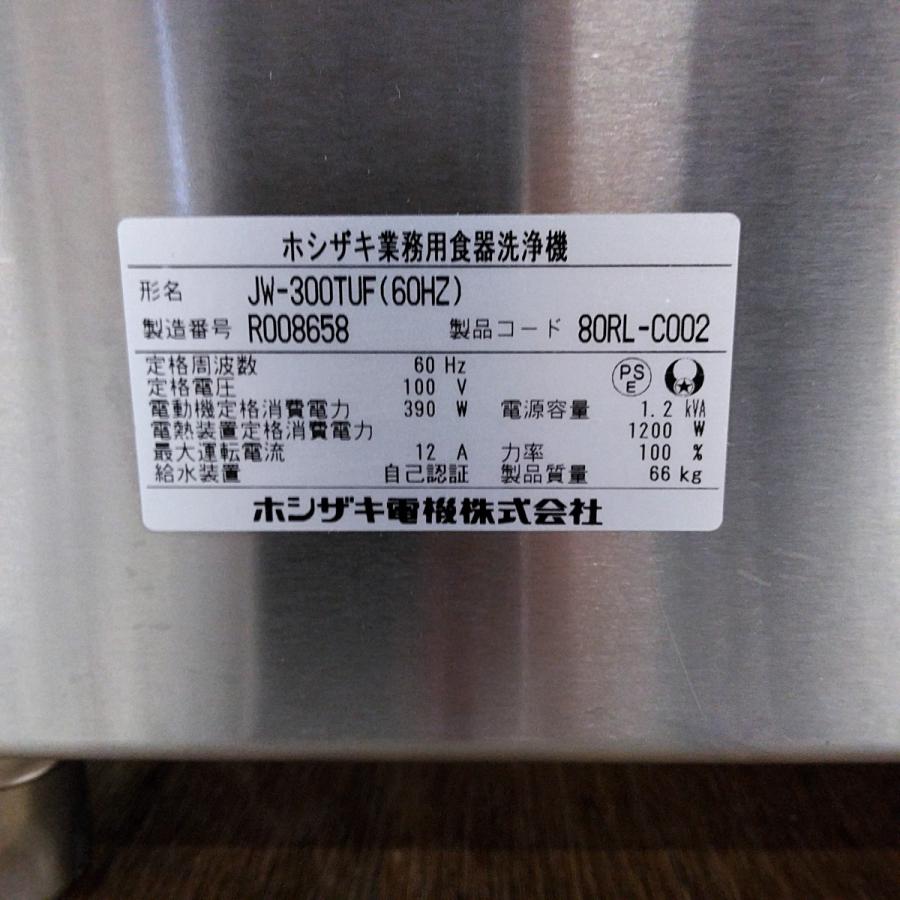 ホシザキ業務用食器洗浄機
形名 JW-300TUF(60HZ)
製造番号 R008658 製品コード 80RL-C002
定格周波数 60 Hz
定格電圧 100 V
PS E
電動機定格消費電力 390 W 電源容量 1.2 kVA
電熱装置定格消費電力 1200 W
最大運転電流 12 A 力率 100 %
給水装置 自己認証 製品質量 66 kg
ホシザキ電機株式会社